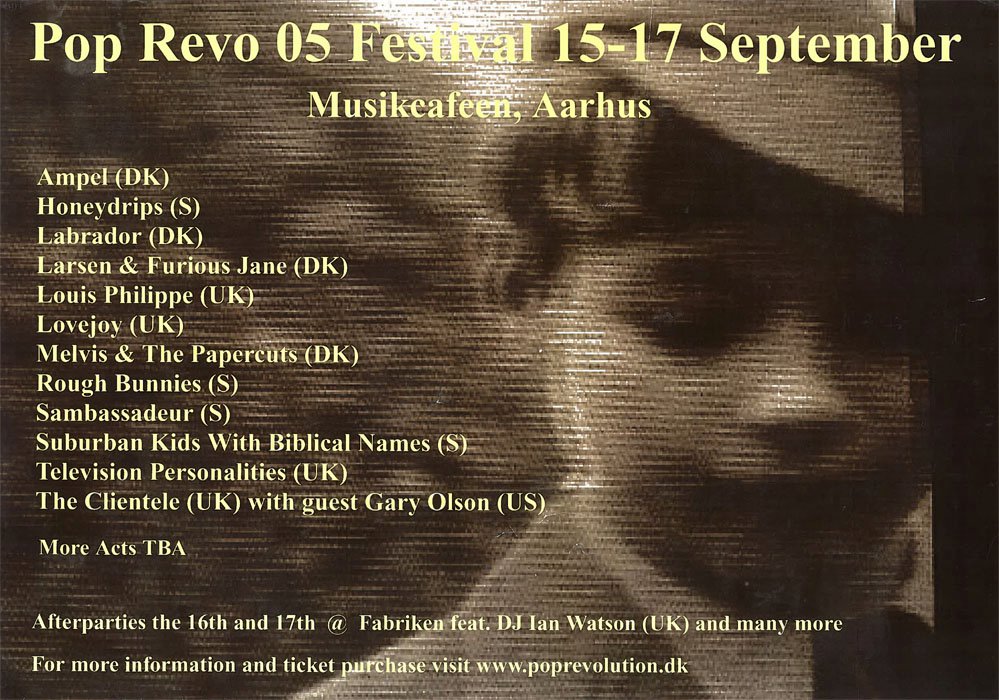 Pop Revo 05 Festival 15-17 September
Musikcafeen, Aarhus
Ampel (DK)
Honeydrips (S)
Labrador (DK)
Larsen & Furious Jane (DK)
Louis Philippe (UK)
Lovejoy (UK)
Melvis & The Papercuts (DK)
Rough Bunnies (S)
Sambassadeur (S)
Suburban Kids With Biblical Names (S)
Television Personalities (UK)
The Clientele (UK) with guest Gary Olson (US)
More Acts TBA
Afterparties the 16th and 17th @ Fabriken feat. DJ Ian Watson (UK) and many more
For more information and ticket purchase visit www.poprevolution.dk